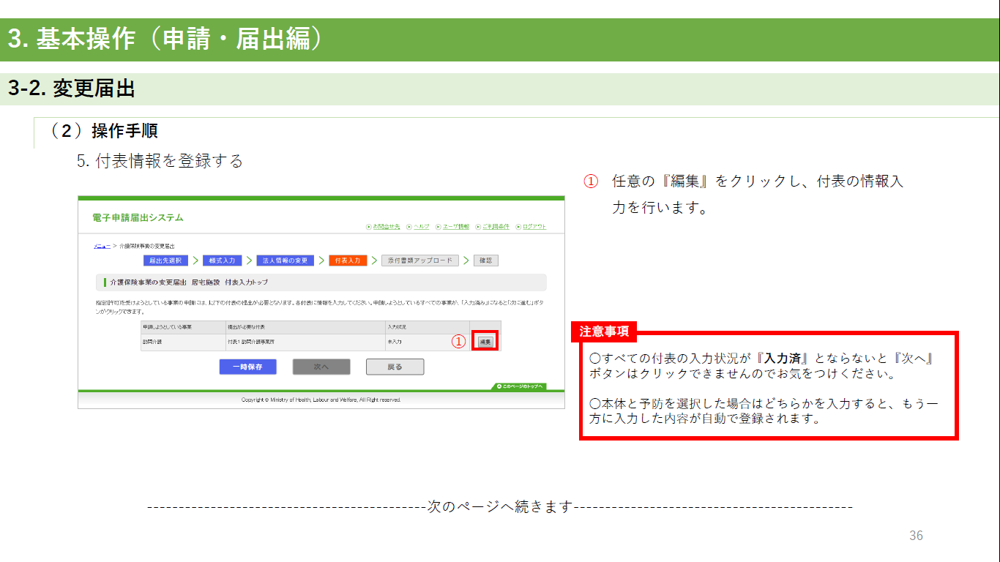 3. 基本操作（申請・届出編）
3-2. 変更届出
（２）操作手順
5. 付表情報を登録する
① 任意の『編集』をクリックし、付表の情報入
力を行います。
電子申請届出システム
お問合せ先 ヘルプ ユーザ情報 ご利用条件 ログアウト
メニュー > 介護保険事業の変更届出
届出先選択 > 様式入力 > 法人情報の変更 > 付表入力 > 添付書類アップロード > 確認
介護保険事業の変更届出 居宅施設 付表入力トップ
指定(許可)を受けようとしている事業の申請には、以下の付表の提出が必要となります。各付表に情報を入力してください。申請しようとしているすべての事業が、「入力済み」になると「次に進む」ボタ
ンがクリックできます。
申請しようとしている事業 提出が必要な付表 入力状況
訪問介護 付表1 訪問介護事業所 未入力 ① 編集
一時保存 次へ 戻る
このページのトップへ
Copyright © Ministry of Health, Labour and Welfare, All Right reserved.
注意事項
○すべての付表の入力状況が『入力済』とならないと『次へ』
ボタンはクリックできませんのでお気をつけください。
○本体と予防を選択した場合はどちらかを入力すると、もう一
方に入力した内容が自動で登録されます。
--------------------------------------------次のページへ続きます--------------------------------------------
36